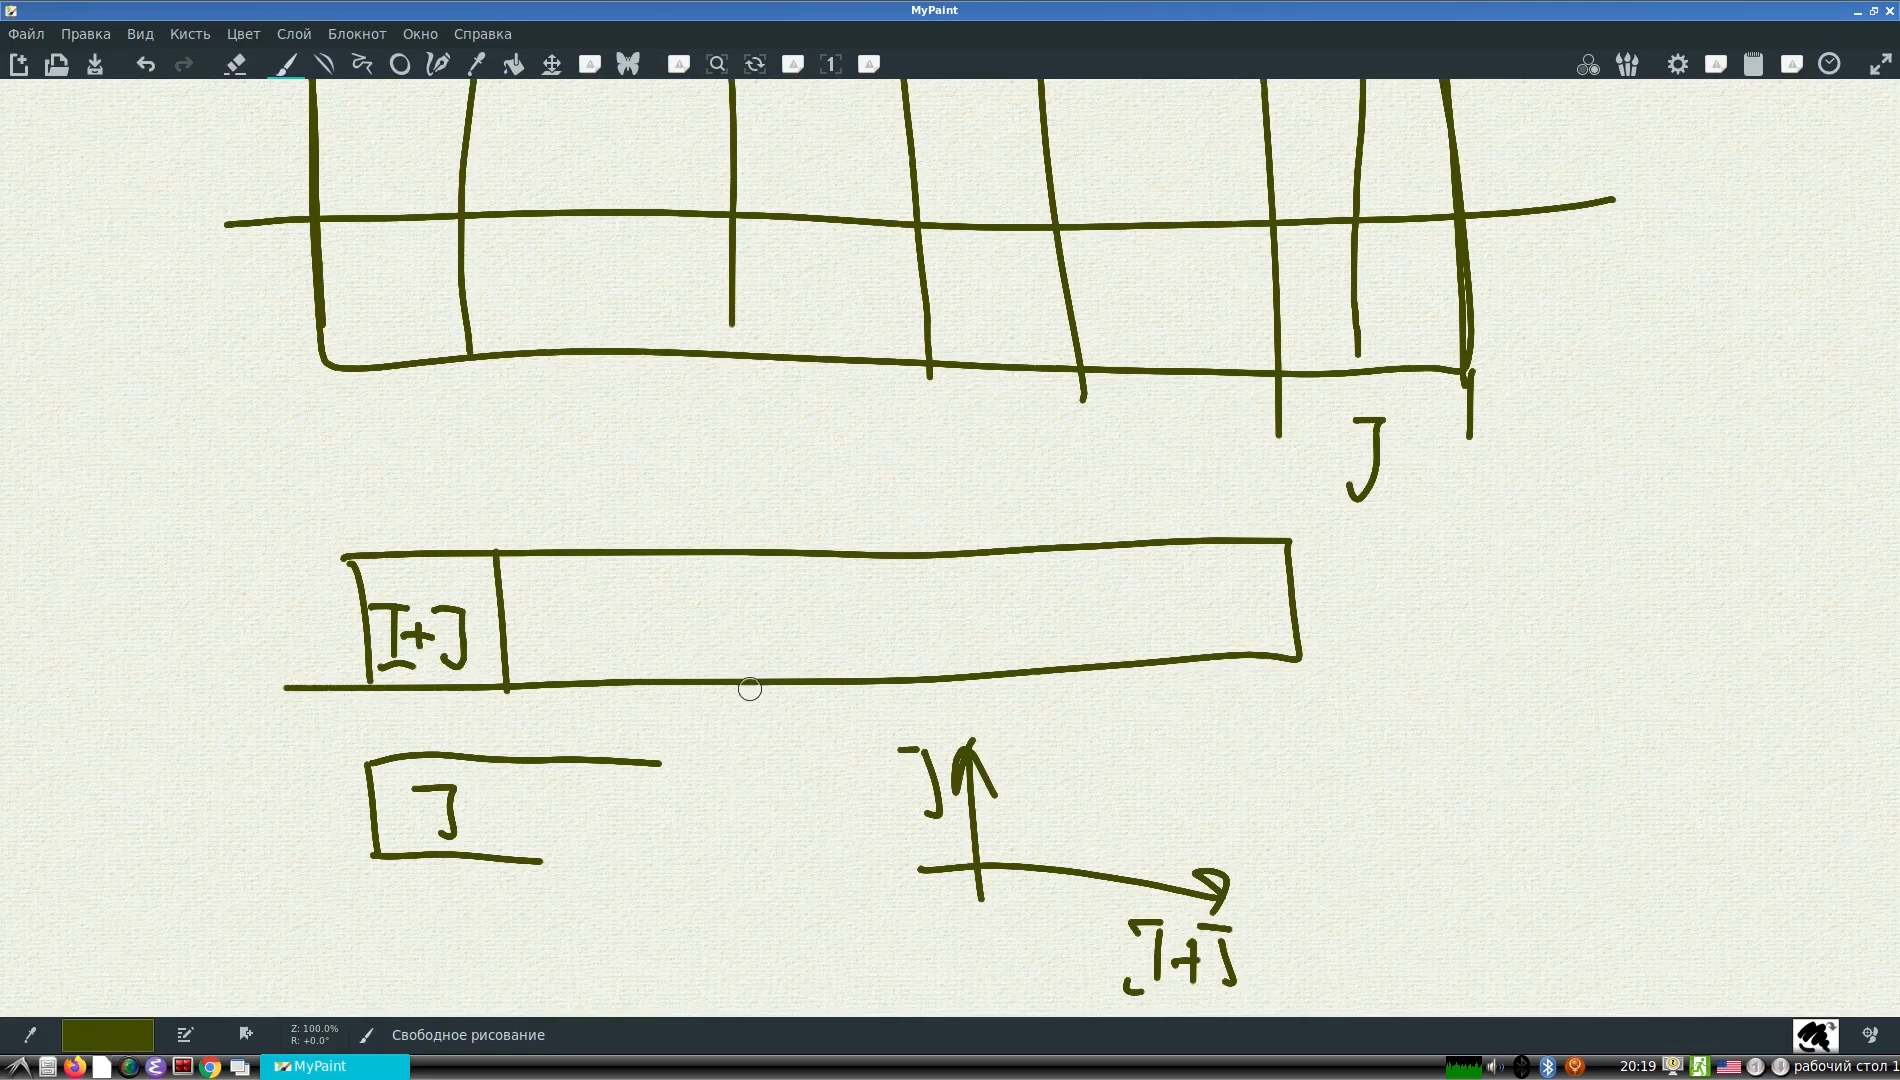 MyPaint
Файл Правка Вид Кисть Цвет Слой Блокнот Окно Справка
1
J
I+J
J
J
J+J
Z: 100.0%
R: +0.0°
Свободное рисование
MyPaint
20:19
рабочий стол 1